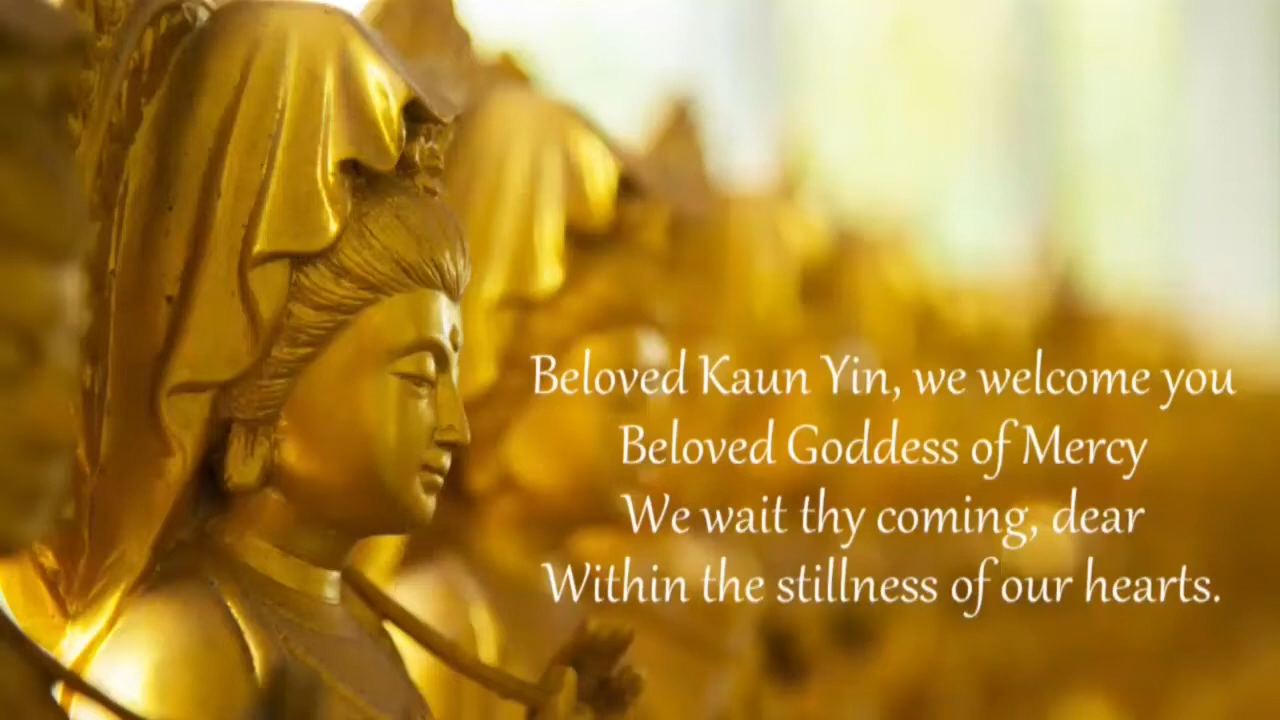 Beloved Kaun Yin, we welcome you
Beloved Goddess of Mercy
We wait thy coming, dear
Within the stillness of our hearts.